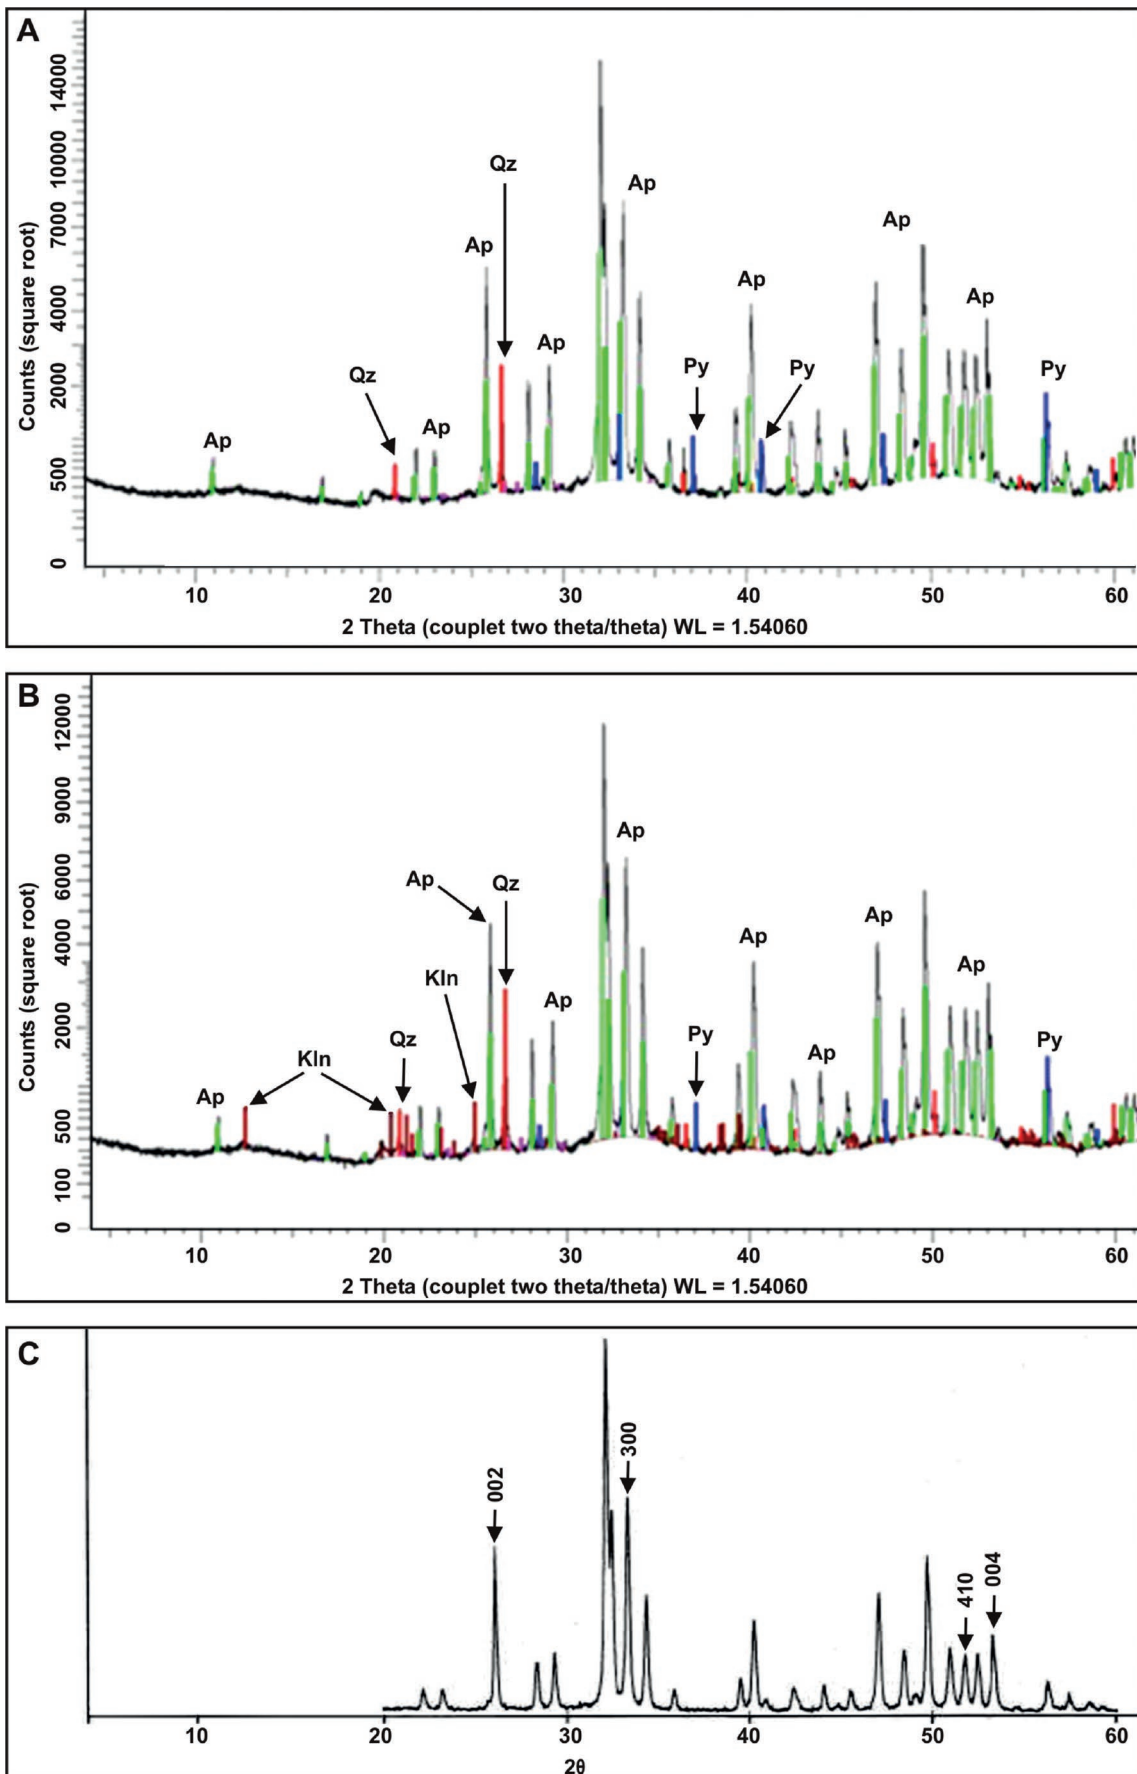 A
Counts (square root)
14000
10000
7000
4000
2000
500
0
Ap
Qz
Ap
Ap
Qz
Ap
Ap
Py
Ap
Py
Ap
Ap
Py
10 20 30 40 50 60
2 Theta (couplet two theta/theta) WL = 1.54060
B
Counts (square root)
12000
9000
6000
4000
2000
500
100
0
Ap
Kln
Qz
Ap
Kln
Qz
Ap
Ap
Py
Ap
Ap
Ap
Ap
Py
10 20 30 40 50 60
2 Theta (couplet two theta/theta) WL = 1.54060
C
002
300
410
004
10 20 30 40 50 60
2θ